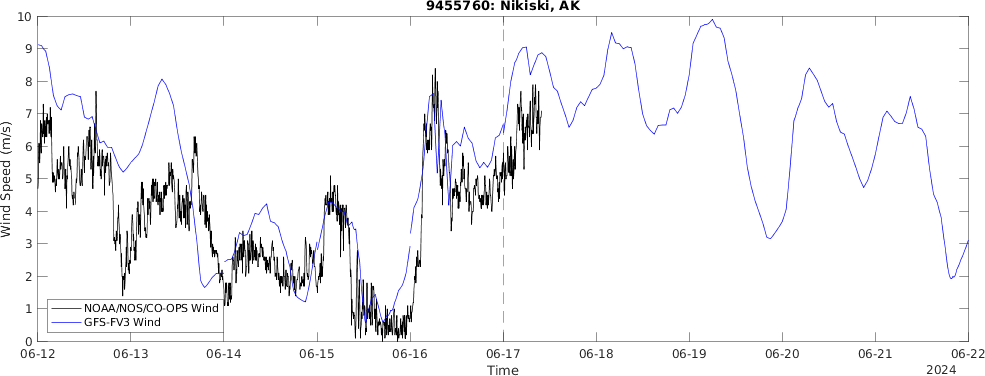 9455760: Nikiski, AK
10
9
8
7
6
5
4
3
2
1
0
Wind Speed (m/s)
NOAA/NOS/CO-OPS Wind
GFS-FV3 Wind
06-12 06-13 06-14 06-15 06-16 06-17 06-18 06-19 06-20 06-21 06-22
Time
2024